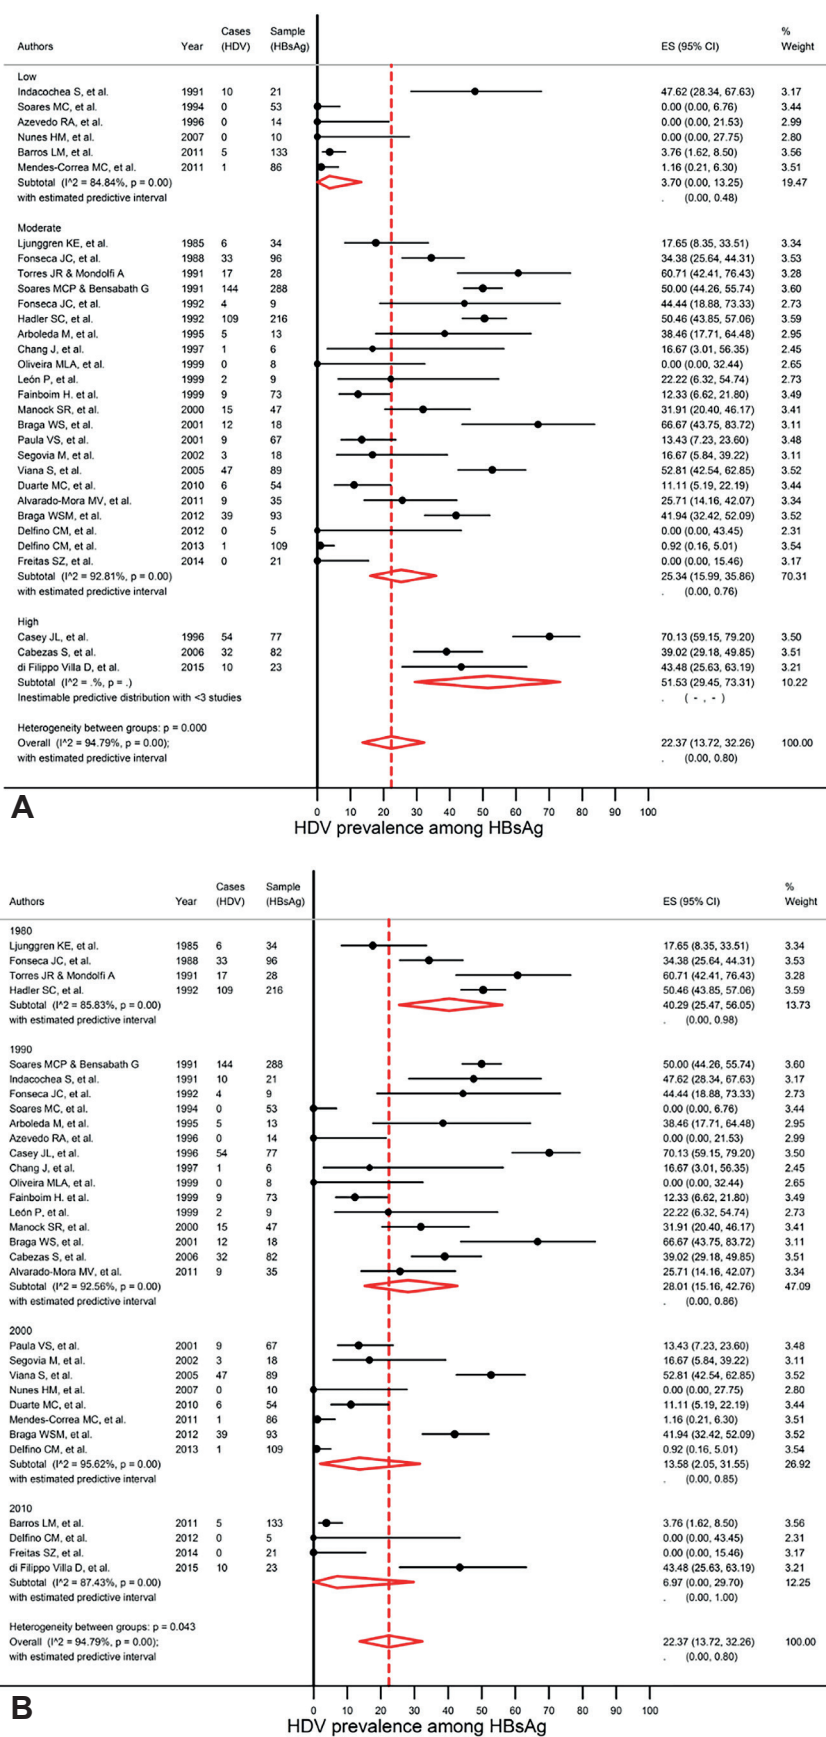 Cases Sample %
Authors Year (HDV) (HBsAg) ES (95% CI) Weight
Low
Indacochea S, et al. 1991 10 21 47.62 (28.34, 67.63) 3.17
Soares MC, et al. 1994 0 53 0.00 (0.00, 6.76) 3.44
Azevedo RA, et al. 1996 0 14 0.00 (0.00, 21.53) 2.99
Nunes HM, et al. 2007 0 10 0.00 (0.00, 27.75) 2.80
Barros LM, et al. 2011 5 133 3.76 (1.62, 8.50) 3.56
Mendes-Correa MC, et al. 2011 1 86 1.16 (0.21, 6.30) 3.51
Subtotal (I^2 = 84.84%, p = 0.00) 3.70 (0.00, 13.25) 19.47
with estimated predictive interval . (0.00, 0.48)
Moderate
Ljunggren KE, et al. 1985 6 34 17.65 (8.35, 33.51) 3.34
Fonseca JC, et al. 1988 33 96 34.38 (25.64, 44.31) 3.53
Torres JR & Mondolfi A 1991 17 28 60.71 (42.41, 76.43) 3.28
Soares MCP & Bensabath G 1991 144 288 50.00 (44.26, 55.74) 3.60
Fonseca JC, et al. 1992 4 9 44.44 (18.88, 73.33) 2.73
Hadler SC, et al. 1992 109 216 50.46 (43.85, 57.06) 3.59
Arboleda M, et al. 1995 5 13 38.46 (17.71, 64.48) 2.95
Chang J, et al. 1997 1 6 16.67 (3.01, 56.35) 2.45
Oliveira MLA, et al. 1999 0 8 0.00 (0.00, 32.44) 2.65
León P, et al. 1999 2 9 22.22 (6.32, 54.74) 2.73
Fainboim H. et al. 1999 9 73 12.33 (6.62, 21.80) 3.49
Manock SR, et al. 2000 15 47 31.91 (20.40, 46.17) 3.41
Braga WS, et al. 2001 12 18 66.67 (43.75, 83.72) 3.11
Paula VS, et al. 2001 9 67 13.43 (7.23, 23.60) 3.48
Segovia M, et al. 2002 3 18 16.67 (5.84, 39.22) 3.11
Viana S, et al. 2005 47 89 52.81 (42.54, 62.85) 3.52
Duarte MC, et al. 2010 6 54 11.11 (5.19, 22.19) 3.44
Alvarado-Mora MV, et al. 2011 9 35 25.71 (14.16, 42.07) 3.34
Braga WSM, et al. 2012 39 93 41.94 (32.42, 52.09) 3.52
Delfino CM, et al. 2012 0 5 0.00 (0.00, 43.45) 2.31
Delfino CM, et al. 2013 1 109 0.92 (0.16, 5.01) 3.54
Freitas SZ, et al. 2014 0 21 0.00 (0.00, 15.46) 3.17
Subtotal (I^2 = 92.81%, p = 0.00) 25.34 (15.99, 35.86) 70.31
with estimated predictive interval . (0.00, 0.76)
High
Casey JL, et al. 1996 54 77 70.13 (59.15, 79.20) 3.50
Cabezas S, et al. 2006 32 82 39.02 (29.18, 49.85) 3.51
di Filippo Villa D, et al. 2015 10 23 43.48 (25.63, 63.19) 3.21
Subtotal (I^2 = .%, p = .) 51.53 (29.45, 73.31) 10.22
Inestimable predictive distribution with <3 studies . ( - , - )
Heterogeneity between groups: p = 0.000
Overall (I^2 = 94.79%, p = 0.00); 22.37 (13.72, 32.26) 100.00
with estimated predictive interval . (0.00, 0.80)
A
0 10 20 30 40 50 60 70 80 90 100
HDV prevalence among HBsAg
Cases Sample %
Authors Year (HDV) (HBsAg) ES (95% CI) Weight
1980
Ljunggren KE, et al. 1985 6 34 17.65 (8.35, 33.51) 3.34
Fonseca JC, et al. 1988 33 96 34.38 (25.64, 44.31) 3.53
Torres JR & Mondolfi A 1991 17 28 60.71 (42.41, 76.43) 3.28
Hadler SC, et al. 1992 109 216 50.46 (43.85, 57.06) 3.59
Subtotal (I^2 = 85.83%, p = 0.00) 40.29 (25.47, 56.05) 13.73
with estimated predictive interval . (0.00, 0.98)
1990
Soares MCP & Bensabath G 1991 144 288 50.00 (44.26, 55.74) 3.60
Indacochea S, et al. 1991 10 21 47.62 (28.34, 67.63) 3.17
Fonseca JC, et al. 1992 4 9 44.44 (18.88, 73.33) 2.73
Soares MC, et al. 1994 0 53 0.00 (0.00, 6.76) 3.44
Arboleda M, et al. 1995 5 13 38.46 (17.71, 64.48) 2.95
Azevedo RA, et al. 1996 0 14 0.00 (0.00, 21.53) 2.99
Casey JL, et al. 1996 54 77 70.13 (59.15, 79.20) 3.50
Chang J, et al. 1997 1 6 16.67 (3.01, 56.35) 2.45
Oliveira MLA, et al. 1999 0 8 0.00 (0.00, 32.44) 2.65
Fainboim H. et al. 1999 9 73 12.33 (6.62, 21.80) 3.49
León P, et al. 1999 2 9 22.22 (6.32, 54.74) 2.73
Manock SR, et al. 2000 15 47 31.91 (20.40, 46.17) 3.41
Braga WS, et al. 2001 12 18 66.67 (43.75, 83.72) 3.11
Cabezas S, et al. 2006 32 82 39.02 (29.18, 49.85) 3.51
Alvarado-Mora MV, et al. 2011 9 35 25.71 (14.16, 42.07) 3.34
Subtotal (I^2 = 92.56%, p = 0.00) 28.01 (15.16, 42.76) 47.09
with estimated predictive interval . (0.00, 0.86)
2000
Paula VS, et al. 2001 9 67 13.43 (7.23, 23.60) 3.48
Segovia M, et al. 2002 3 18 16.67 (5.84, 39.22) 3.11
Viana S, et al. 2005 47 89 52.81 (42.54, 62.85) 3.52
Nunes HM, et al. 2007 0 10 0.00 (0.00, 27.75) 2.80
Duarte MC, et al. 2010 6 54 11.11 (5.19, 22.19) 3.44
Mendes-Correa MC, et al. 2011 1 86 1.16 (0.21, 6.30) 3.51
Braga WSM, et al. 2012 39 93 41.94 (32.42, 52.09) 3.52
Delfino CM, et al. 2013 1 109 0.92 (0.16, 5.01) 3.54
Subtotal (I^2 = 95.62%, p = 0.00) 13.58 (2.05, 31.55) 26.92
with estimated predictive interval . (0.00, 0.85)
2010
Barros LM, et al. 2011 5 133 3.76 (1.62, 8.50) 3.56
Delfino CM, et al. 2012 0 5 0.00 (0.00, 43.45) 2.31
Freitas SZ, et al. 2014 0 21 0.00 (0.00, 15.46) 3.17
di Filippo Villa D, et al. 2015 10 23 43.48 (25.63, 63.19) 3.21
Subtotal (I^2 = 87.43%, p = 0.00) 6.97 (0.00, 29.70) 12.25
with estimated predictive interval . (0.00, 1.00)
Heterogeneity between groups: p = 0.043
Overall (I^2 = 94.79%, p = 0.00); 22.37 (13.72, 32.26) 100.00
with estimated predictive interval . (0.00, 0.80)
B
0 10 20 30 40 50 60 70 80 90 100
HDV prevalence among HBsAg